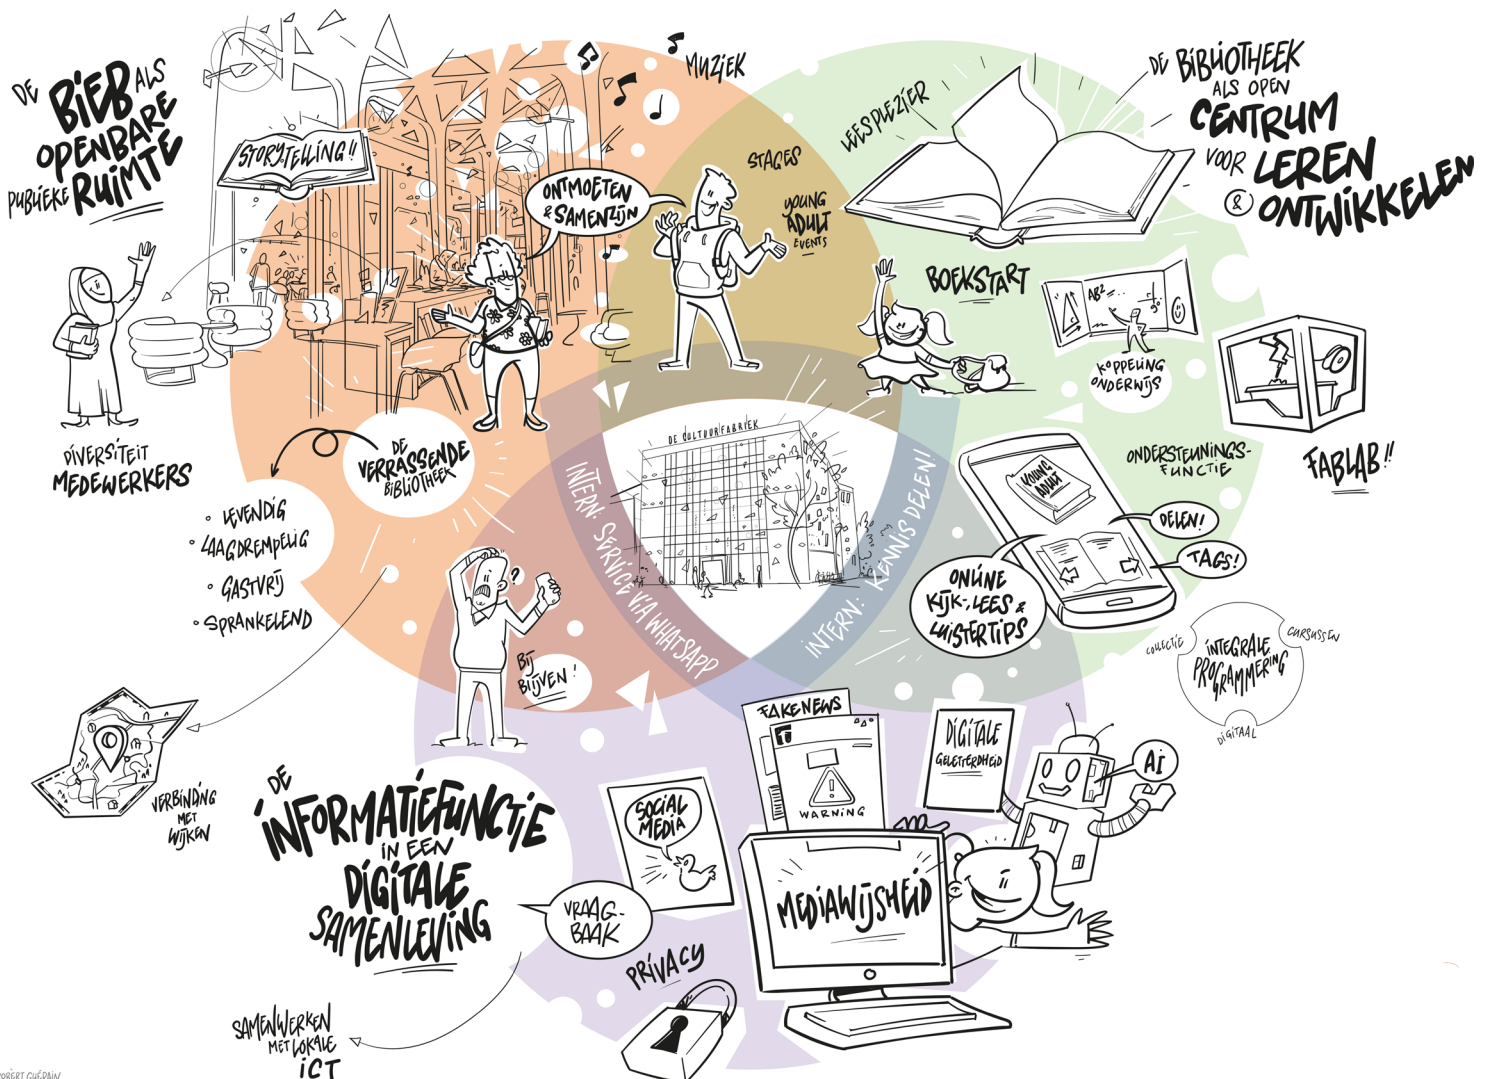 DE
BIEB ALS
OPENBARE
PUBLIEKE RUIMTE
STORYTELLING!!
MUZIEK
ONTMOETEN
& SAMENZIJN
STAGES
YOUNG
ADULT
EVENTS
LEESPLEZIER
DE BIBLIOTHEEK
ALS OPEN
CENTRUM
VOOR LEREN
& ONTWIKKELEN
BOEKSTART
AB²
KOPPELING
ONDERWIJS
FABLAB!!
ONDERSTEUNINGS-
FUNCTIE
DIVERSITEIT
MEDEWERKERS
DE
VERRASSENDE
BIBLIOTHEEK
• LEVENDIG
• LAAGDREMPELIG
• GASTVRIJ
• SPRANKELEND
DE CULTUURFABRIEK
INTERN: SERVICE VIA WHATSAPP
INTERN: KENNIS DELEN!
YOUNG
ADULT
DELEN!
TAGS!
ONLINE
KIJK-, LEES &
LUISTERTIPS
COLLECTIE
CURSUSSEN
INTEGRALE
PROGRAMMERING
DIGITAAL
?
BIJ
BLIJVEN!
VERBINDING
MET
WIJKEN
DE
INFORMATIEFUNCTIE
IN EEN
DIGITALE
SAMENLEVING
FAKENEWS
WARNING
DIGITALE
GELETTERDHEID
AI
SOCIAL
MEDIA
VRAAG-
BAAK
MEDIAWIJSHEID
PRIVACY
SAMENWERKEN
MET LOKALE
ICT
ROBERT GUÉRAIN